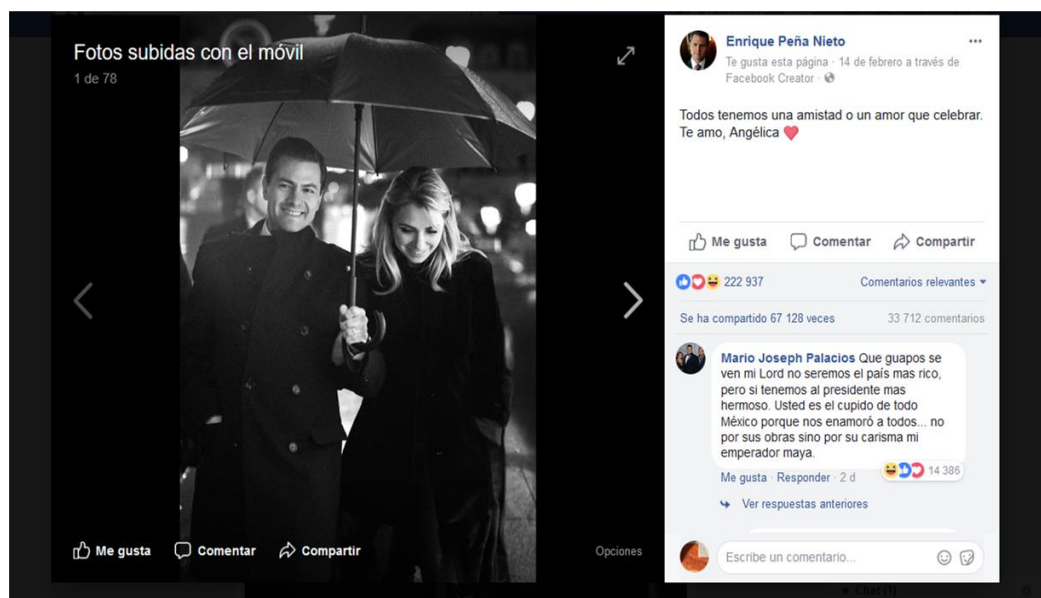 Fotos subidas con el móvil
1 de 78
Me gusta
Comentar
Compartir
Opciones
Enrique Peña Nieto
Te gusta esta página · 14 de febrero a través de
Facebook Creator ·
Todos tenemos una amistad o un amor que celebrar.
Te amo, Angélica ❤
Me gusta
Comentar
Compartir
222 937
Comentarios relevantes
Se ha compartido 67 128 veces
33 712 comentarios
Mario Joseph Palacios Que guapos se
ven mi Lord no seremos el país mas rico,
pero si tenemos al presidente mas
hermoso. Usted es el cupido de todo
México porque nos enamoró a todos... no
por sus obras sino por su carisma mi
emperador maya.
14 386
Me gusta · Responder · 2 d
Ver respuestas anteriores
Escribe un comentario...
Chat (1)